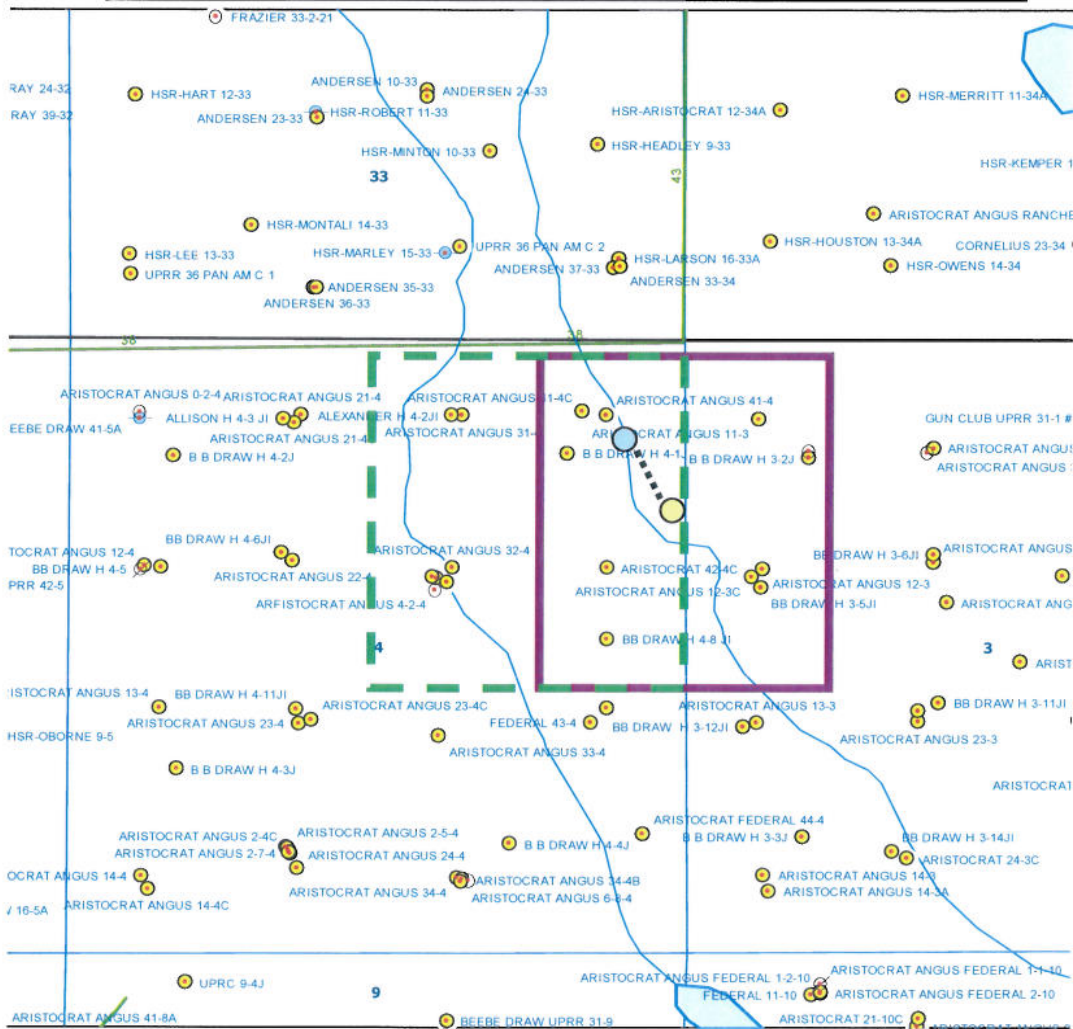 FRAZIER 33-2-21
RAY 24-32
HSR-HART 12-33
ANDERSEN 10-33
ANDERSEN 24-33
HSR-MERRITT 11-34A
RAY 39-32
ANDERSEN 23-33
HSR-ROBERT 11-33
HSR-ARISTOCRAT 12-34A
HSR-MINTON 10-33
HSR-HEADLEY 9-33
HSR-KEMPER 1
33
43
HSR-MONTALI 14-33
ARISTOCRAT ANGUS RANCHE
HSR-LEE 13-33
HSR-MARLEY 15-33
UPRR 36 PAN AM C 2
HSR-HOUSTON 13-34A
CORNELIUS 23-34
UPRR 36 PAN AM C 1
ANDERSEN 37-33
HSR-LARSON 16-33A
HSR-OWENS 14-34
ANDERSEN 35-33
ANDERSEN 33-34
ANDERSEN 36-33
38
38
ARISTOCRAT ANGUS 0-2-4
ARISTOCRAT ANGUS 21-4
ARISTOCRAT ANGUS 41-4
EEBE DRAW 41-5A
ALLISON H 4-3 JI
ALEXANDER H 4-2JI
GUN CLUB UPRR 31-1 #
ARISTOCRAT ANGUS 21-4
ARISTOCRAT ANGUS 31-
ARISTOCRAT ANGUS 11-3
ARISTOCRAT ANGUS
B B DRAW H 4-2J
B B DRAW H 4-1J
B B DRAW H 3-2J
ARISTOCRAT ANGUS
TOCRAT ANGUS 12-4
BB DRAW H 4-6JI
ARISTOCRAT ANGUS 32-4
BB DRAW H 3-6JI
ARISTOCRAT ANGUS
BB DRAW H 4-5
ARISTOCRAT ANGUS 22-4
ARISTOCRAT 42-4C
ARISTOCRAT ANGUS 12-3
PRR 42-5
ARFISTOCRAT ANGUS 4-2-4
ARISTOCRAT ANGUS 12-3C
BB DRAW H 3-5JI
ARISTOCRAT ANG
4
BB DRAW H 4-8 JI
3
ARIST
ISTOCRAT ANGUS 13-4
BB DRAW H 4-11JI
ARISTOCRAT ANGUS 23-4C
ARISTOCRAT ANGUS 13-3
BB DRAW H 3-11JI
ARISTOCRAT ANGUS 23-4
FEDERAL 43-4
BB DRAW H 3-12JI
HSR-OBORNE 9-5
ARISTOCRAT ANGUS 33-4
ARISTOCRAT ANGUS 23-3
B B DRAW H 4-3J
ARISTOCRAT
ARISTOCRAT ANGUS 2-4C
ARISTOCRAT ANGUS 2-5-4
ARISTOCRAT FEDERAL 44-4
ARISTOCRAT ANGUS 2-7-4
ARISTOCRAT ANGUS 24-4
B B DRAW H 4-4J
B B DRAW H 3-3J
BB DRAW H 3-14JI
ARISTOCRAT 24-3C
OCRAT ANGUS 14-4
ARISTOCRAT ANGUS 34-4
ARISTOCRAT ANGUS 34-4B
ARISTOCRAT ANGUS 14-3
16-5A
ARISTOCRAT ANGUS 14-4C
ARISTOCRAT ANGUS 6-8-4
ARISTOCRAT ANGUS 14-3A
UPRC 9-4J
9
ARISTOCRAT ANGUS FEDERAL 1-2-10
ARISTOCRAT ANGUS FEDERAL 1-1-10
FEDERAL 11-10
ARISTOCRAT ANGUS FEDERAL 2-10
ARISTOCRAT ANGUS 41-8A
BEEBE DRAW UPRR 31-9
ARISTOCRAT 21-10C